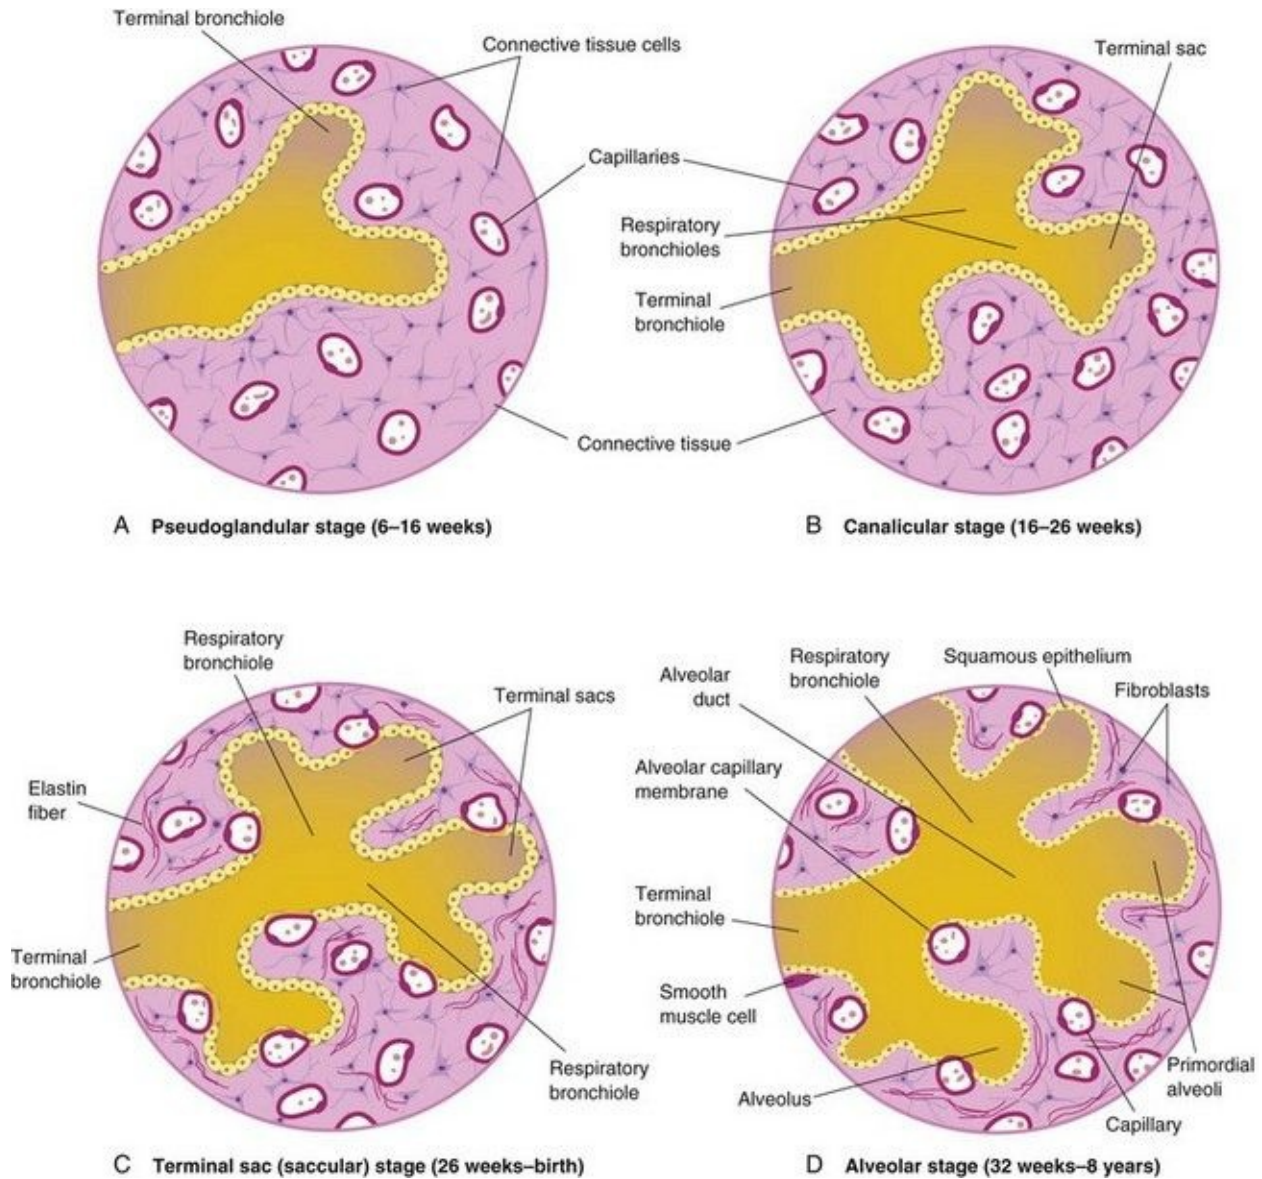 Terminal bronchiole
Connective tissue cells
Terminal sac
Capillaries
Respiratory
bronchioles
Terminal
bronchiole
Connective tissue
A Pseudoglandular stage (6–16 weeks)
B Canalicular stage (16–26 weeks)
Respiratory
bronchiole
Terminal sacs
Elastin
fiber
Terminal
bronchiole
Respiratory
bronchiole
C Terminal sac (saccular) stage (26 weeks–birth)
Respiratory
bronchiole
Squamous epithelium
Alveolar
duct
Fibroblasts
Alveolar capillary
membrane
Terminal
bronchiole
Smooth
muscle cell
Primordial
alveoli
Alveolus
Capillary
D Alveolar stage (32 weeks–8 years)